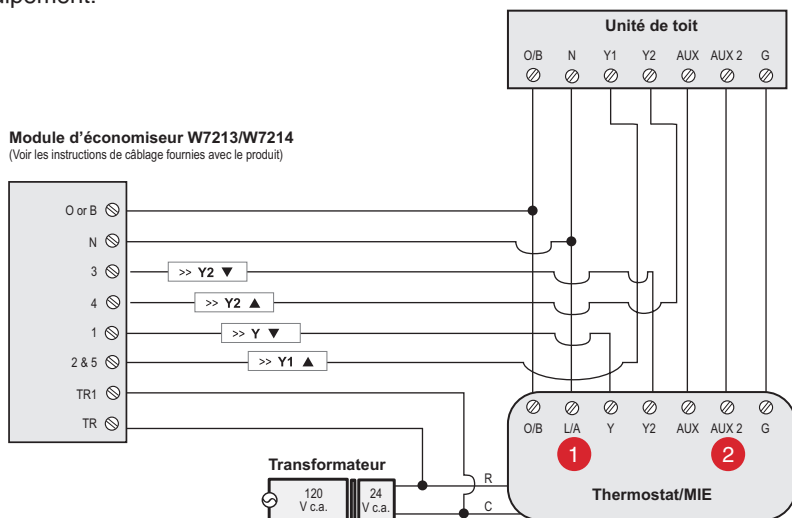 uipement.
Unité de toit
O/B N Y1 Y2 AUX AUX 2 G
Module d’économiseur W7213/W7214
(Voir les instructions de câblage fournies avec le produit)
O or B
N
3 >> Y2 ▼
4 >> Y2 ▲
1 >> Y ▼
2 & 5 >> Y1 ▲
TR1
TR
O/B L/A Y Y2 AUX AUX 2 G
1 2
Transformateur
R
120 24
V c.a. V c.a.
C
Thermostat/MIE